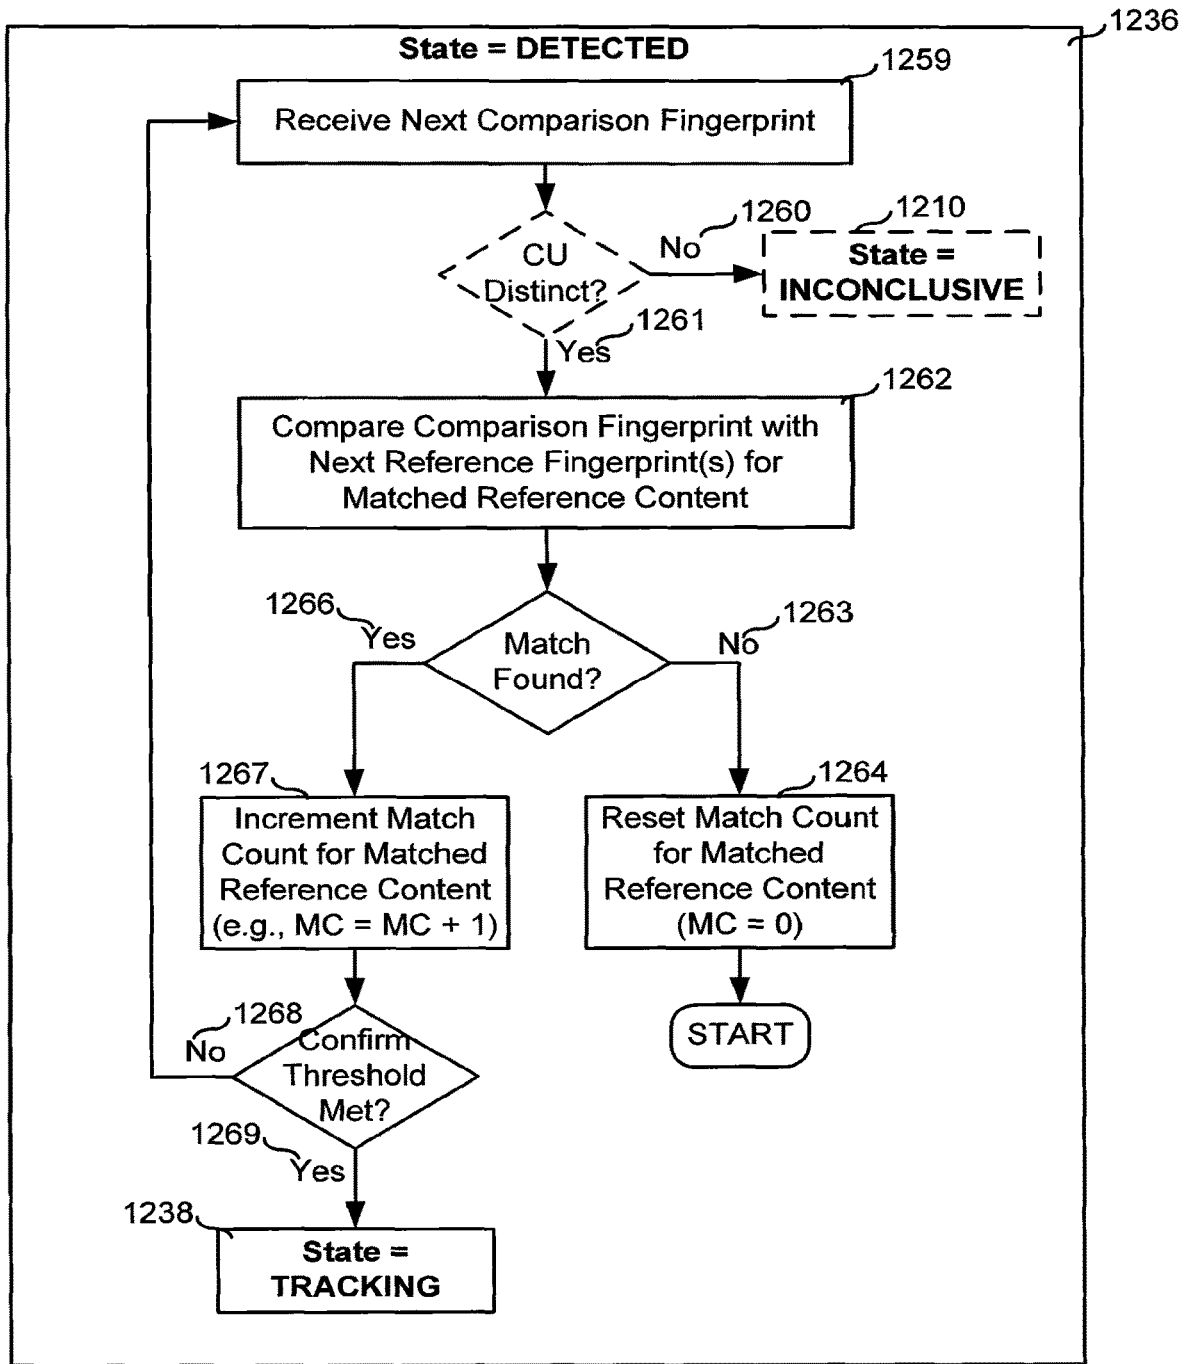 1236
State = DETECTED
1259
Receive Next Comparison Fingerprint
1260
1210
CU
Distinct?
No
State =
INCONCLUSIVE
1261
Yes
1262
Compare Comparison Fingerprint with
Next Reference Fingerprint(s) for
Matched Reference Content
1266
Yes
1263
No
Match
Found?
1267
Increment Match
Count for Matched
Reference Content
(e.g., MC = MC + 1)
1264
Reset Match Count
for Matched
Reference Content
(MC = 0)
1268
No
Confirm
Threshold
Met?
START
1269
Yes
1238
State =
TRACKING